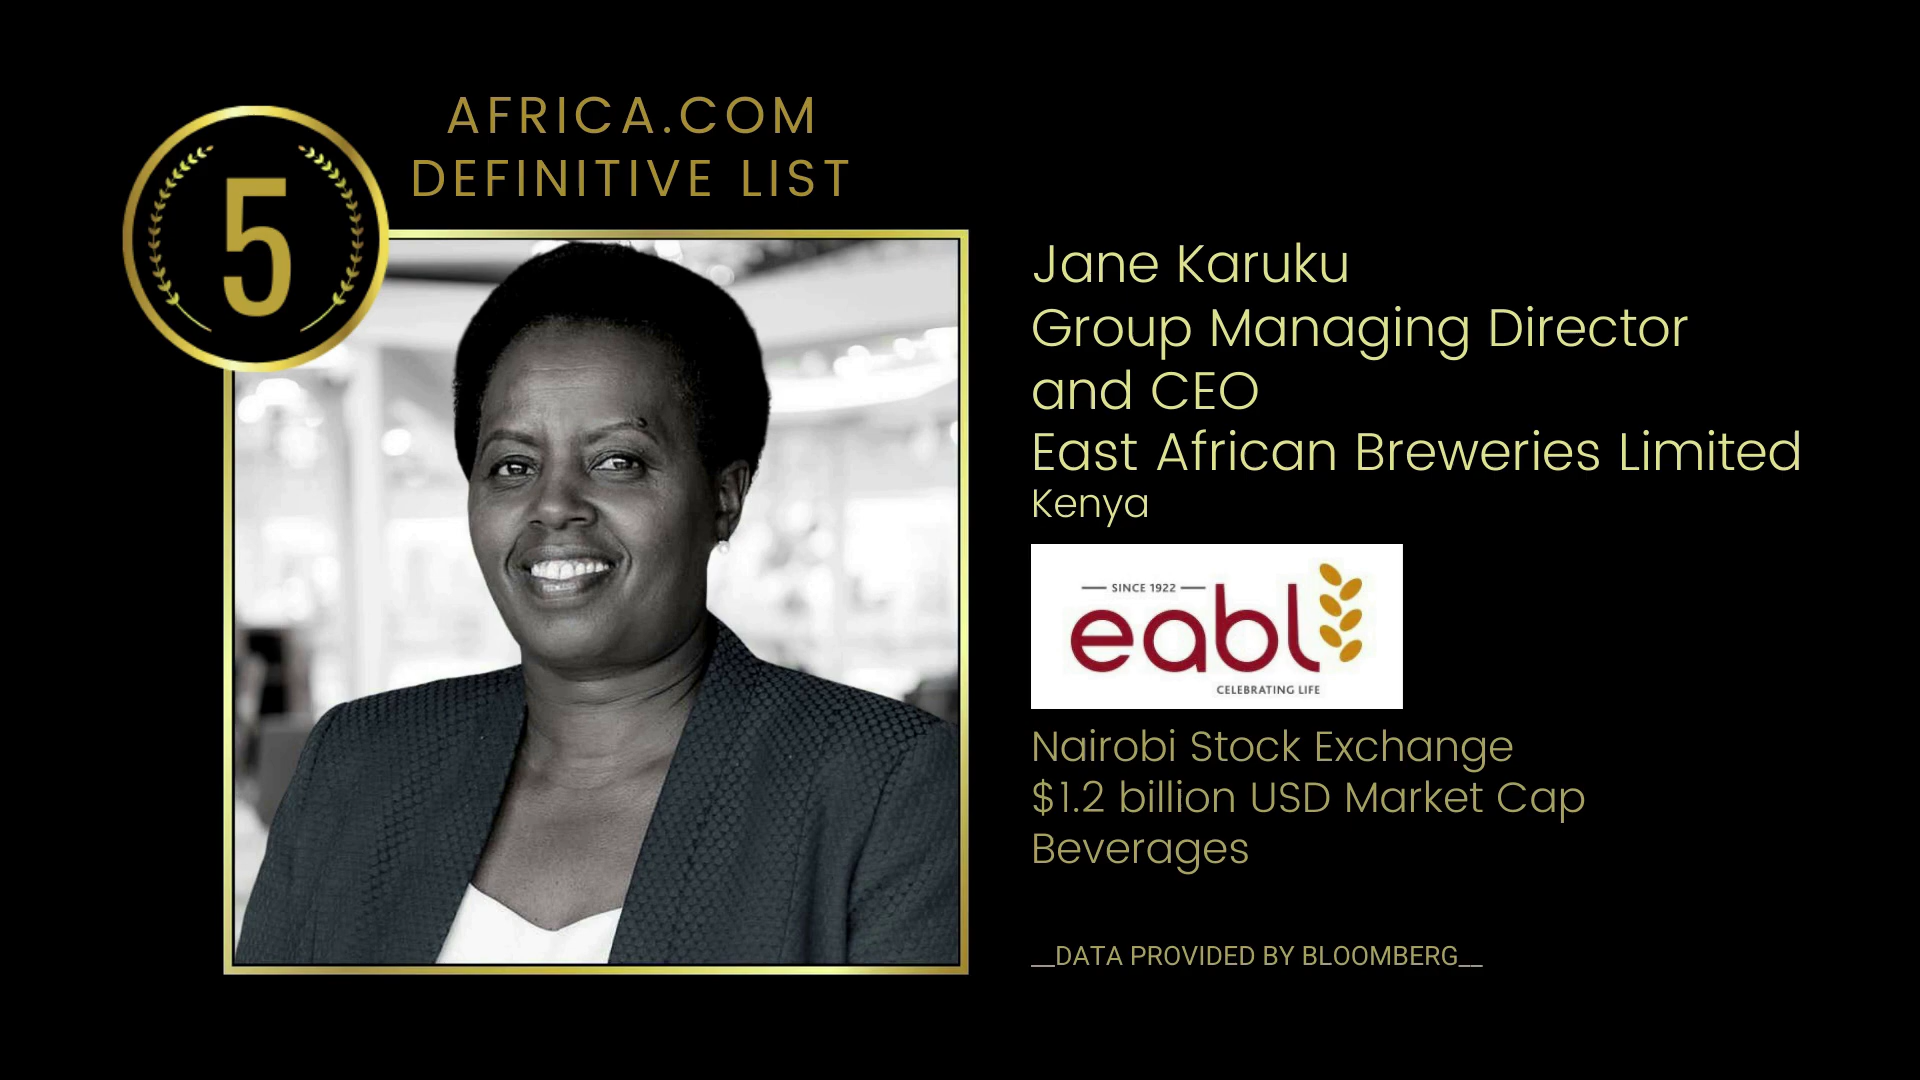 AFRICA.COM
DEFINITIVE LIST
5
Jane Karuku
Group Managing Director
and CEO
East African Breweries Limited
Kenya
SINCE 1922
eabl
CELEBRATING LIFE
Nairobi Stock Exchange
$1.2 billion USD Market Cap
Beverages
__DATA PROVIDED BY BLOOMBERG__